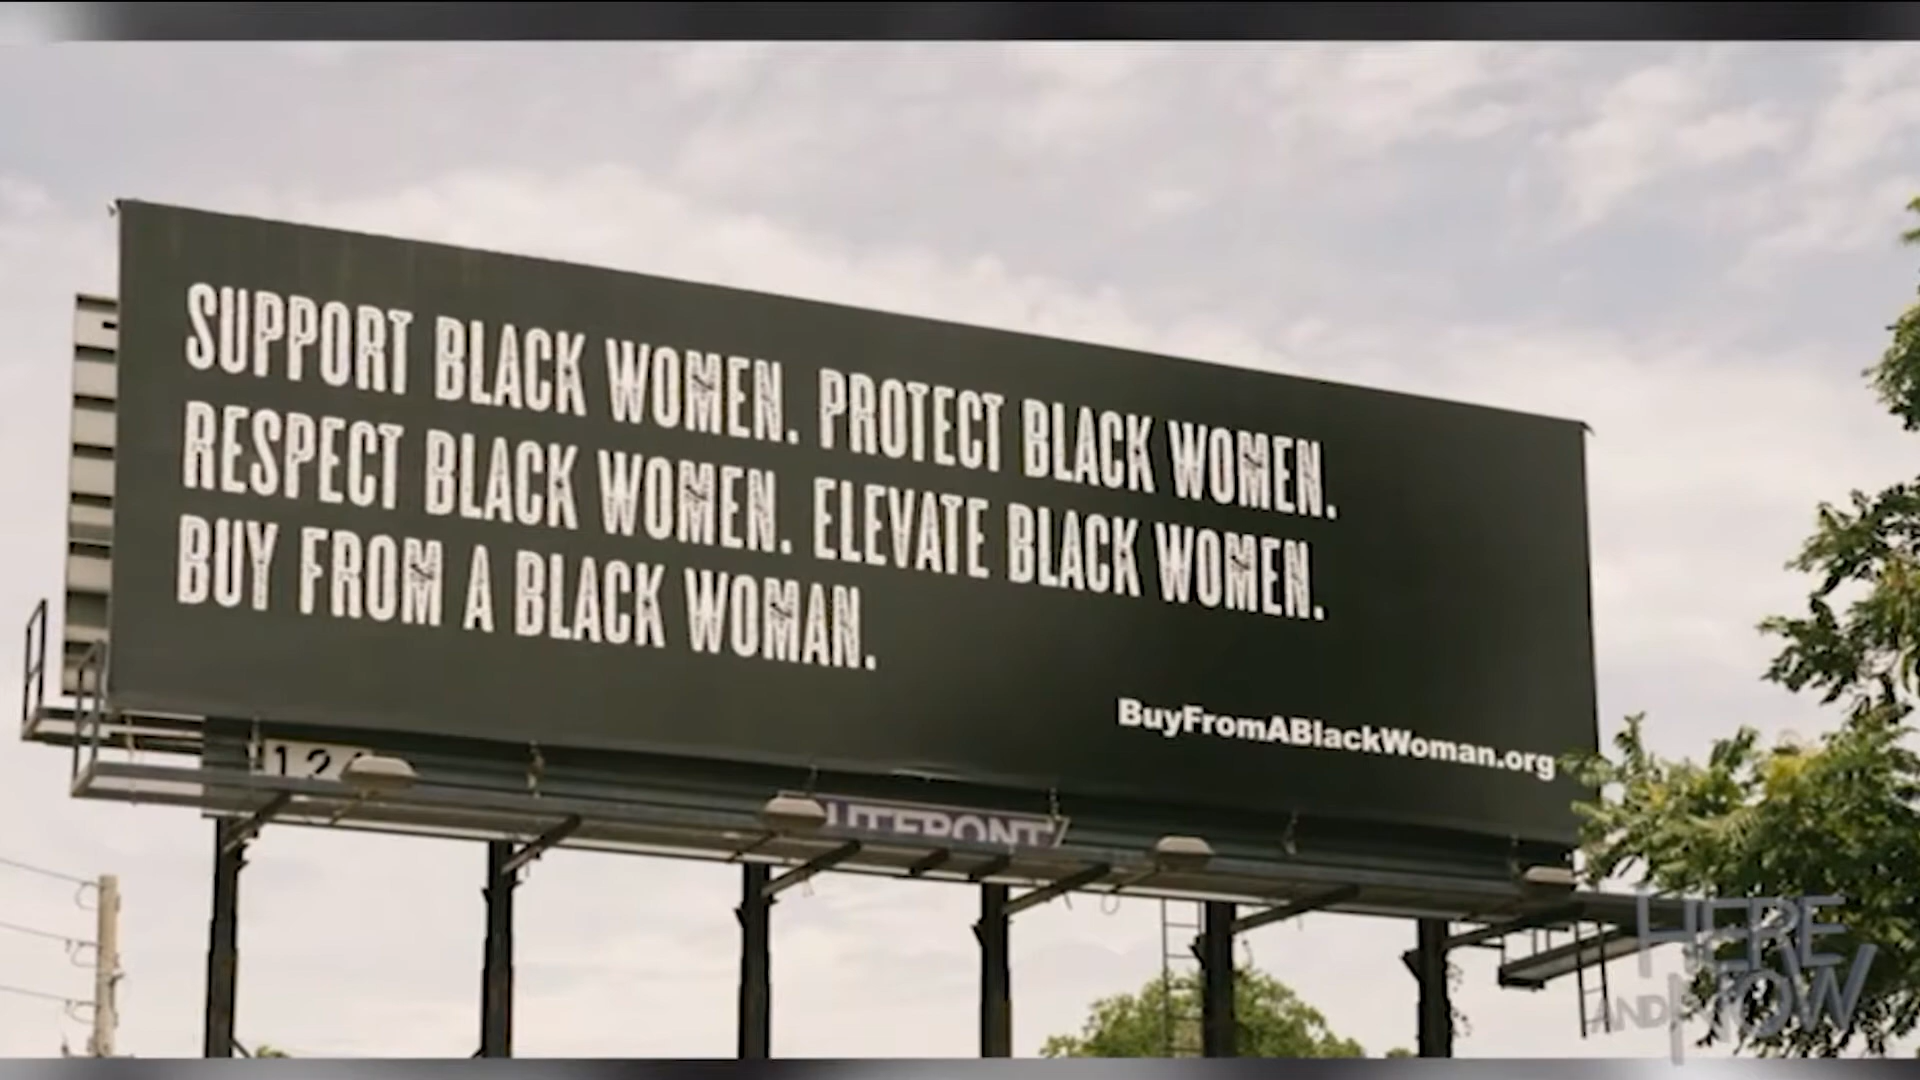 SUPPORT BLACK WOMEN. PROTECT BLACK WOMEN.
RESPECT BLACK WOMEN. ELEVATE BLACK WOMEN.
BUY FROM A BLACK WOMAN.
BuyFromABlackWoman.org
HERE
AND NOW